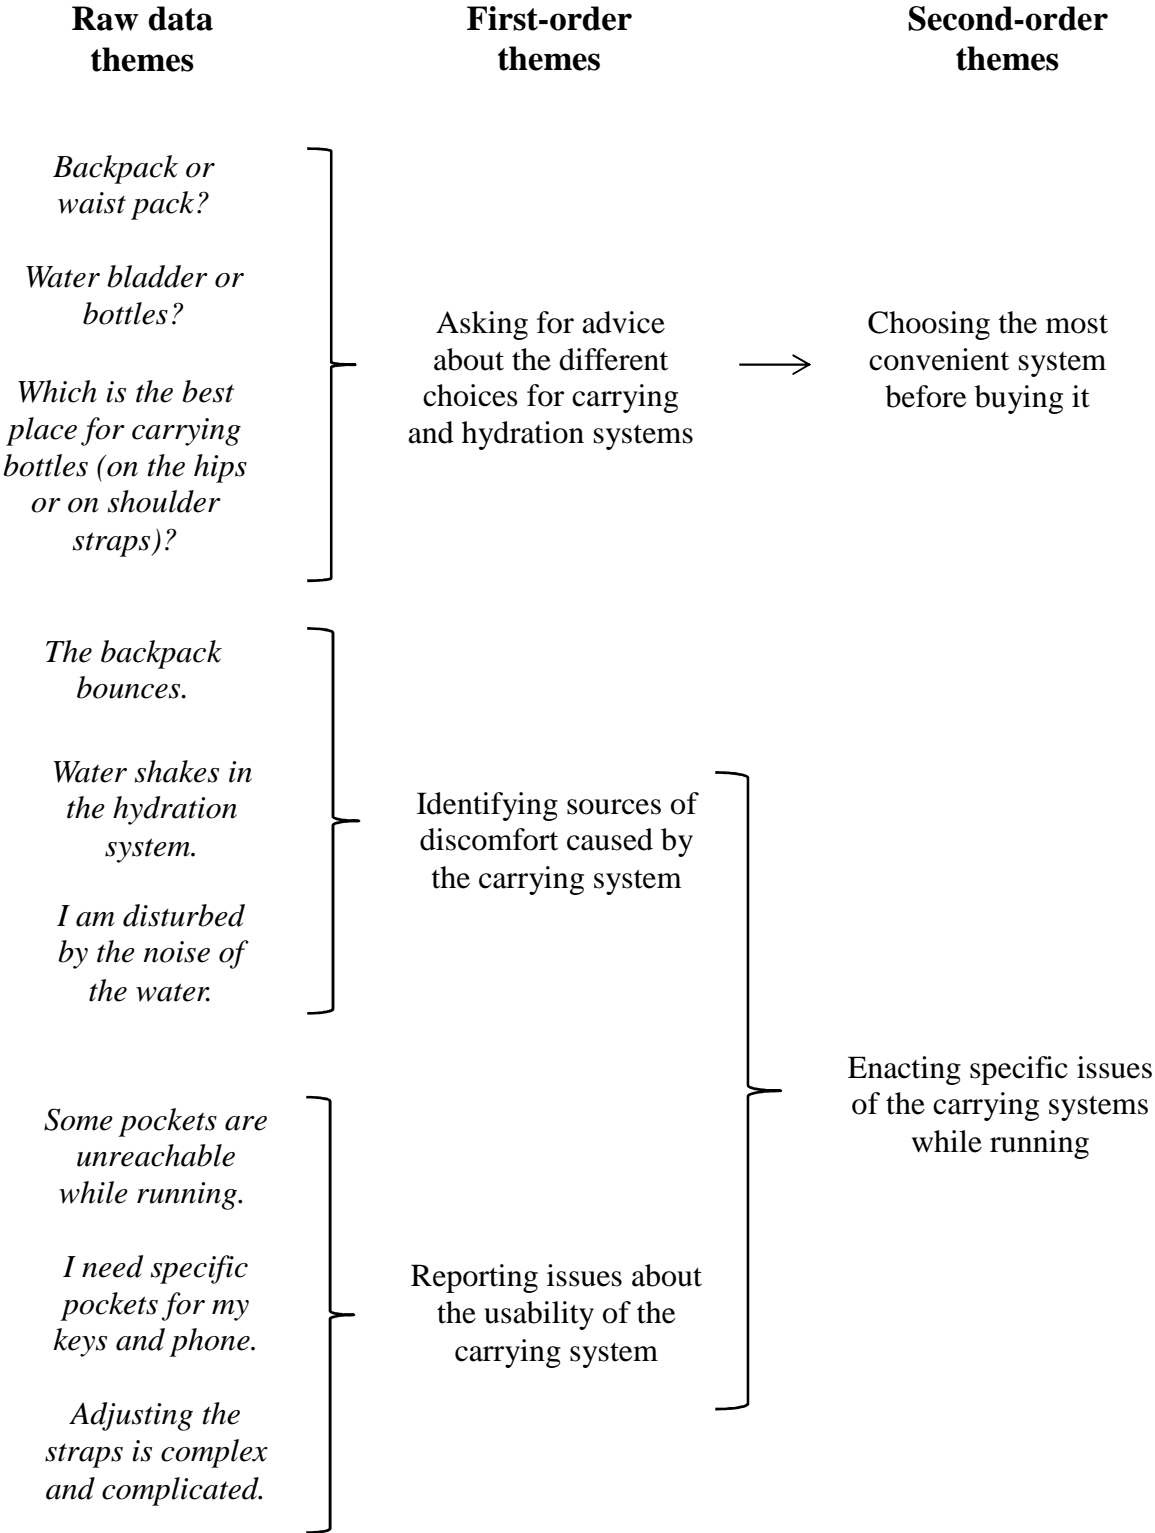 Raw data
themes
First-order
themes
Second-order
themes
Backpack or
waist pack?
Water bladder or
bottles?
Which is the best
place for carrying
bottles (on the hips
or on shoulder
straps)?
Asking for advice
about the different
choices for carrying
and hydration systems
Choosing the most
convenient system
before buying it
The backpack
bounces.
Water shakes in
the hydration
system.
I am disturbed
by the noise of
the water.
Identifying sources of
discomfort caused by
the carrying system
Some pockets are
unreachable
while running.
I need specific
pockets for my
keys and phone.
Adjusting the
straps is complex
and complicated.
Reporting issues about
the usability of the
carrying system
Enacting specific issues
of the carrying systems
while running